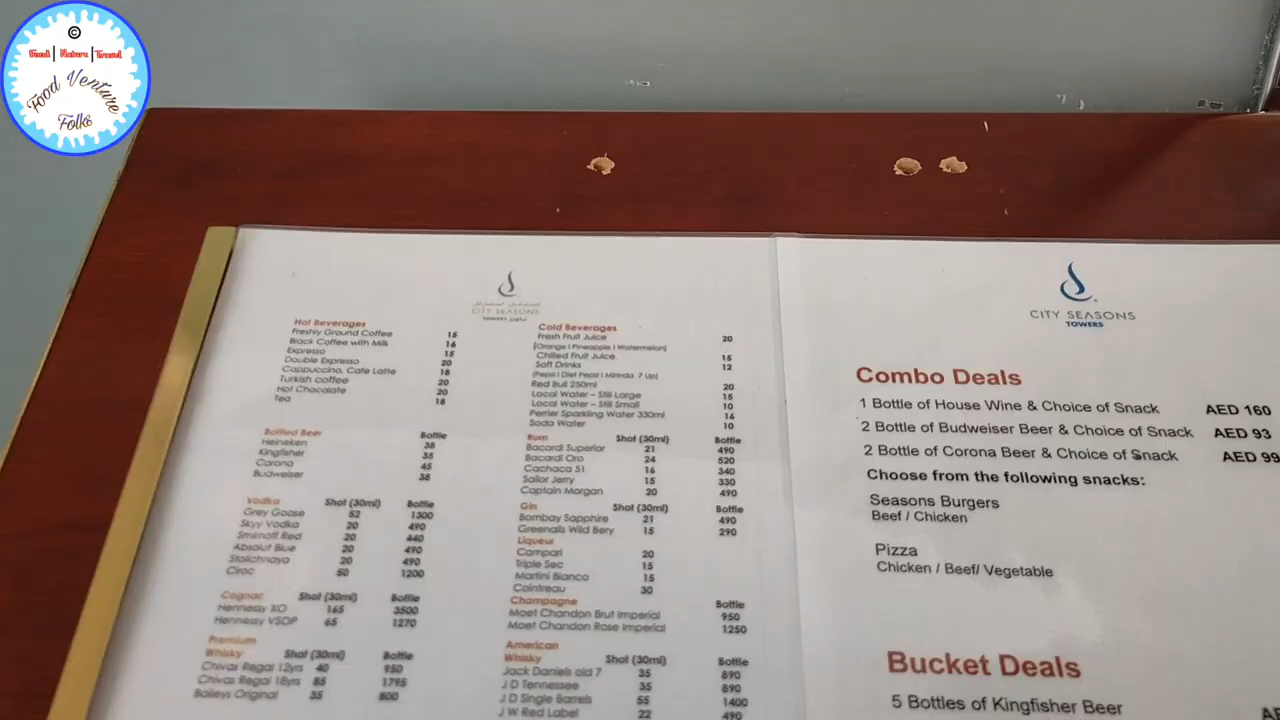 ©
Food | Nature | Travel
Food Venture
Folks
CITY SEASONS
TOWERS
Hot Beverages
Freshly Ground Coffee 15
Black Coffee with Milk 16
Espresso 15
Double Espresso 20
Cappuccino, Cafe Latte 18
Turkish coffee 20
Hot Chocolate 20
Tea 18
Bottled Beer Bottle
Heineken 38
Kingfisher 35
Corona 45
Budweiser 38
Vodka Shot (30ml) Bottle
Grey Goose 52 1300
Skyy Vodka 20 490
Smirnoff Red 20 440
Absolut Blue 20 490
Stolichnaya 20 490
Ciroc 50 1200
Cognac Shot (30ml) Bottle
Hennessy XO 165 3500
Hennessy VSOP 65 1270
Premium
Whisky Shot (30ml) Bottle
Chivas Regal 12yrs 40 950
Chivas Regal 18yrs 85 1795
Baileys Original 35 800
Cold Beverages
Fresh Fruit Juice 20
(Orange | Pineapple | Watermelon)
Chilled Fruit Juice 15
Soft Drinks 12
(Pepsi | Diet Pepsi | Mirinda 7 Up)
Red Bull 250ml 20
Local Water – Still Large 15
Local Water – Still Small 10
Perrier Sparkling Water 330ml 16
Soda Water 10
Rum Shot (30ml) Bottle
Bacardi Superior 21 490
Bacardi Oro 24 520
Cachaca 51 16 340
Sailor Jerry 15 330
Captain Morgan 20 490
Gin Shot (30ml) Bottle
Bombay Sapphire 21 490
Greenalls Wild Bery 15 290
Liqueur
Campari 20
Triple Sec 15
Martini Bianco 15
Cointreau 30
Champagne Bottle
Moet Chandon Brut Imperial 950
Moet Chandon Rose Imperial 1250
American
Whisky Shot (30ml) Bottle
Jack Daniels old 7 35 890
J D Tennessee 35 890
J D Single Barrels 55 1400
J W Red Label 22 490
CITY SEASONS
TOWERS
Combo Deals
1 Bottle of House Wine & Choice of Snack AED 160
2 Bottle of Budweiser Beer & Choice of Snack AED 93
2 Bottle of Corona Beer & Choice of Snack AED 99
Choose from the following snacks:
Seasons Burgers
Beef / Chicken
Pizza
Chicken / Beef/ Vegetable
Bucket Deals
5 Bottles of Kingfisher Beer